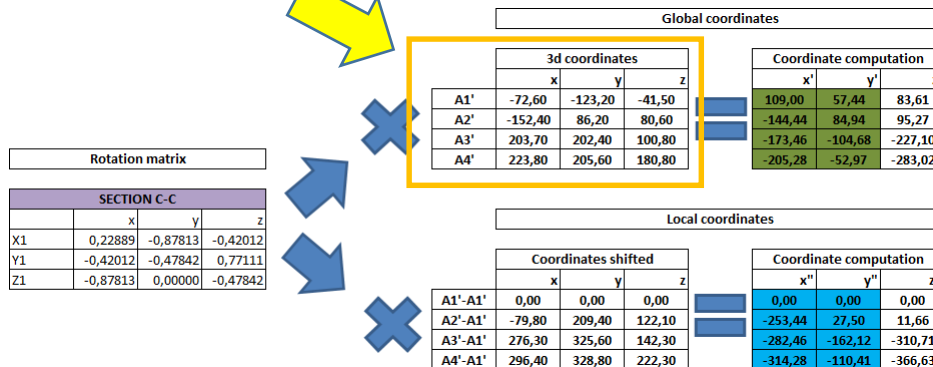 Global coordinates
3d coordinates Coordinate computation
x y z x' y' z
A1' -72,60 -123,20 -41,50 109,00 57,44 83,61
A2' -152,40 86,20 80,60 -144,44 84,94 95,27
A3' 203,70 202,40 100,80 -173,46 -104,68 -227,10
A4' 223,80 205,60 180,80 -205,28 -52,97 -283,02
Rotation matrix
SECTION C-C
x y z
X1 0,22889 -0,87813 -0,42012
Y1 -0,42012 -0,47842 0,77111
Z1 -0,87813 0,00000 -0,47842
Local coordinates
Coordinates shifted Coordinate computation
x y z x" y" z
A1'-A1' 0,00 0,00 0,00 0,00 0,00 0,00
A2'-A1' -79,80 209,40 122,10 -253,44 27,50 11,66
A3'-A1' 276,30 325,60 142,30 -282,46 -162,12 -310,71
A4'-A1' 296,40 328,80 222,30 -314,28 -110,41 -366,63